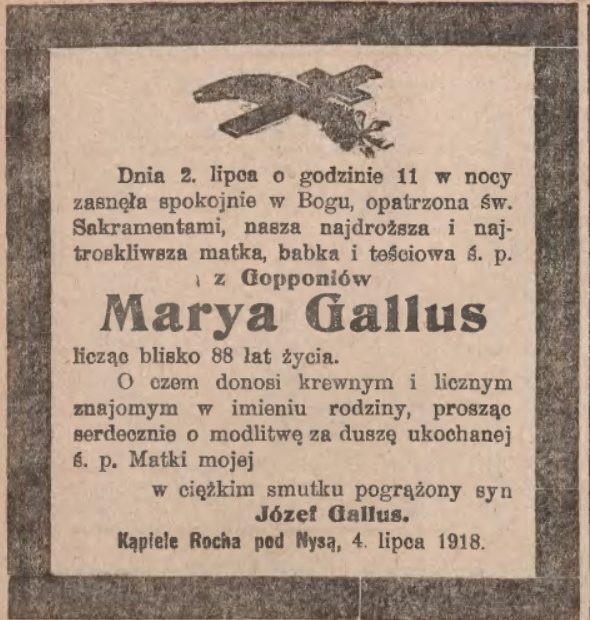 Dnia 2. lipca o godzinie 11 w nocy
zasnęła spokojnie w Bogu, opatrzona św.
Sakramentami, nasza najdroższa i naj-
troskliwsza matka, babka i teściowa ś. p.
z Gopponiów
Marya Gallus
licząc blisko 88 lat życia.
O czem donosi krewnym i licznym
znajomym w imieniu rodziny, prosząc
serdecznie o modlitwę za duszę ukochanej
ś. p. Matki mojej
w ciężkim smutku pogrążony syn
Józef Gallus.
Kąpiele Rocha pod Nysą, 4. lipca 1918.